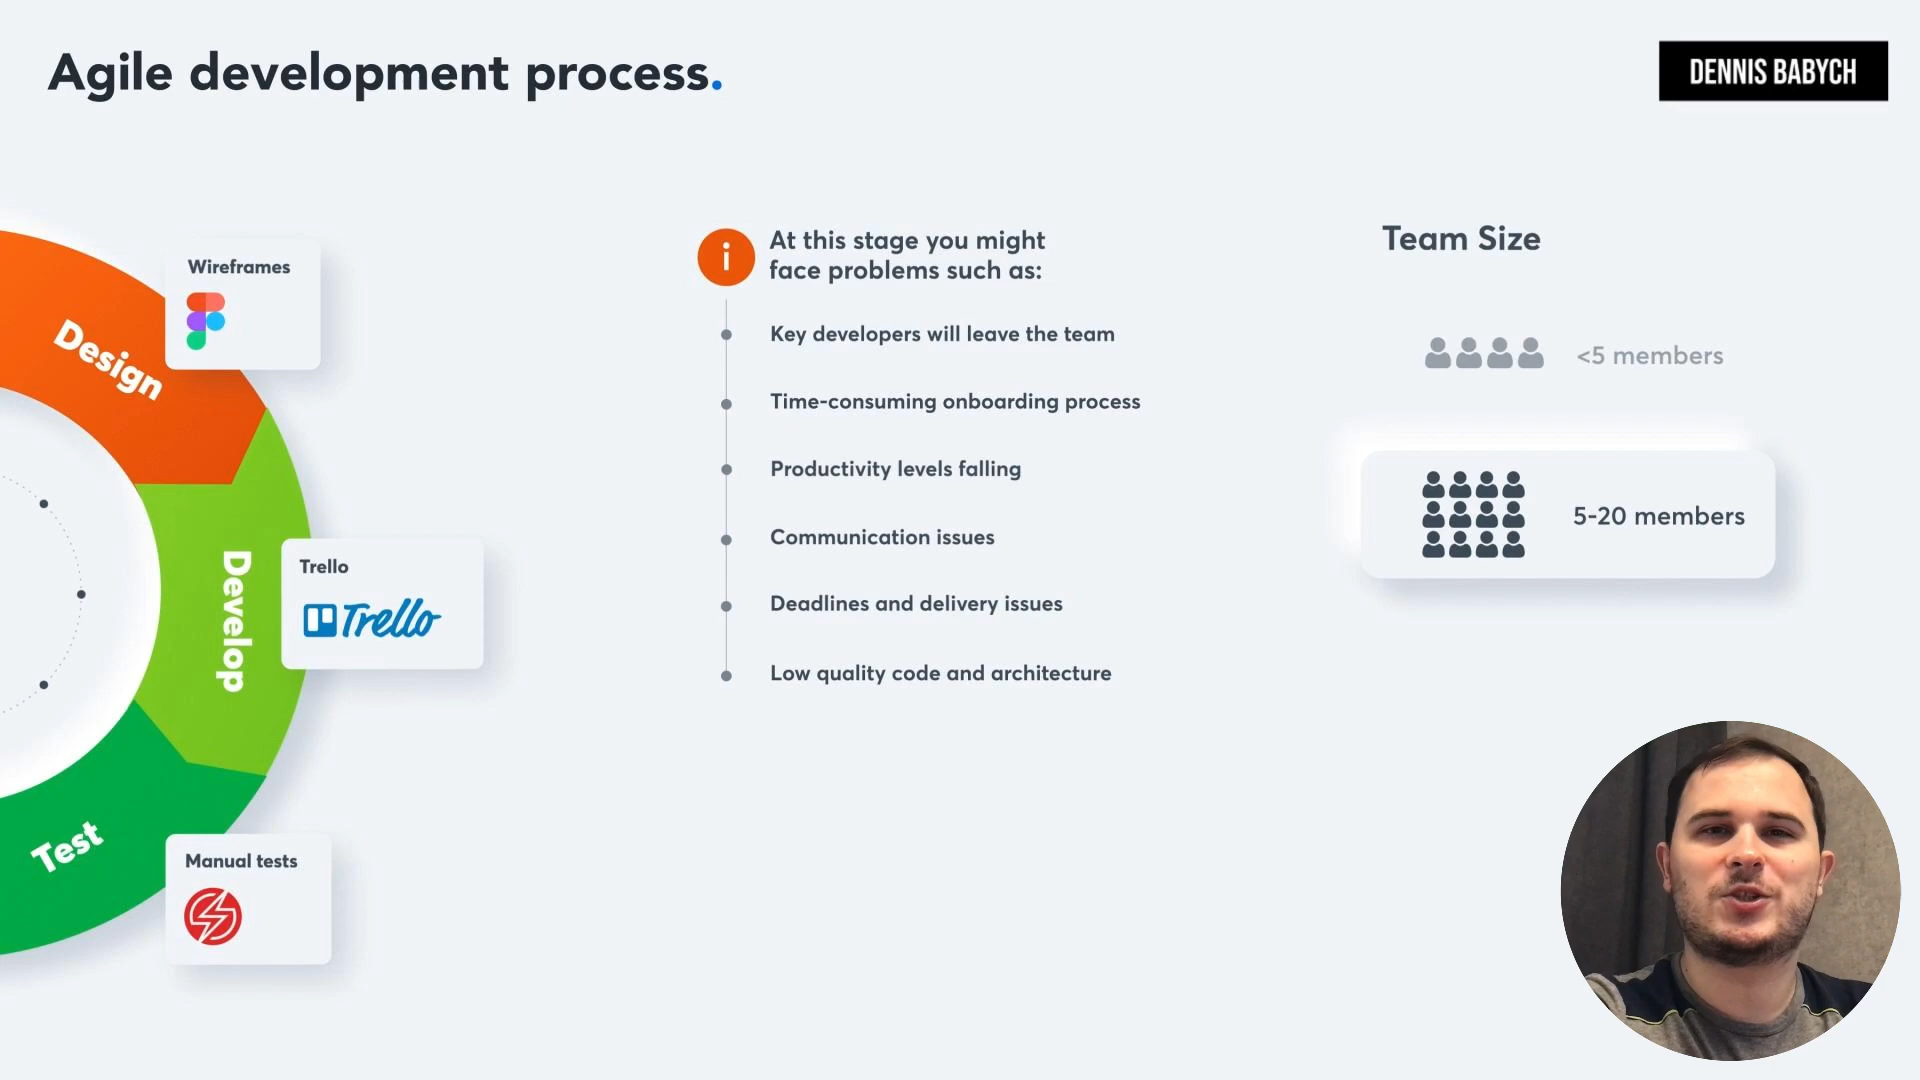 Agile development process.
DENNIS BABYCH
Wireframes
Design
Develop
Trello
Trello
Test
Manual tests
i
At this stage you might
face problems such as:
Key developers will leave the team
Time-consuming onboarding process
Productivity levels falling
Communication issues
Deadlines and delivery issues
Low quality code and architecture
Team Size
<5 members
5-20 members